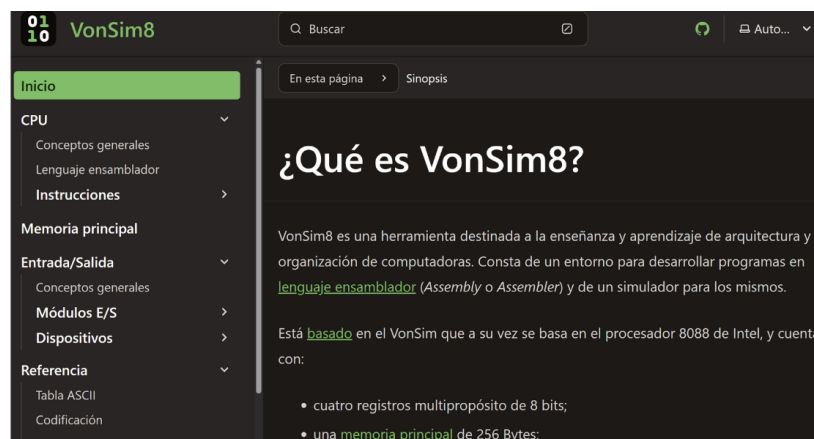 01
10
VonSim8
Buscar
Auto...
Inicio
CPU
Conceptos generales
Lenguaje ensamblador
Instrucciones
Memoria principal
Entrada/Salida
Conceptos generales
Módulos E/S
Dispositivos
Referencia
Tabla ASCII
Codificación
En esta página
Sinopsis
¿Qué es VonSim8?
VonSim8 es una herramienta destinada a la enseñanza y aprendizaje de arquitectura y
organización de computadoras. Consta de un entorno para desarrollar programas en
lenguaje ensamblador (Assembly o Assembler) y de un simulador para los mismos.
Está basado en el VonSim que a su vez se basa en el procesador 8088 de Intel, y cuenta
con:
• cuatro registros multipropósito de 8 bits;
• una memoria principal de 256 Bytes;